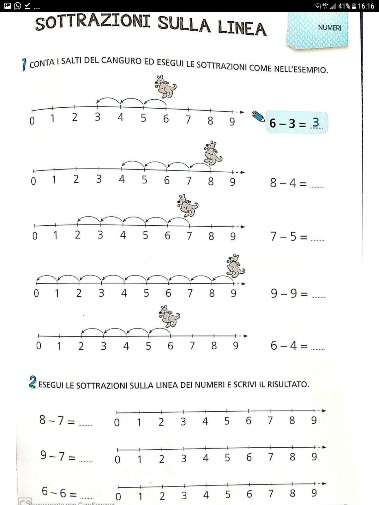 41% 16:16
SOTTRAZIONI SULLA LINEA
NUMERI
1 CONTA I SALTI DEL CANGURO ED ESEGUI LE SOTTRAZIONI COME NELL'ESEMPIO.
0 1 2 3 4 5 6 7 8 9
6 – 3 = 3
0 1 2 3 4 5 6 7 8 9
8 – 4 = ......
0 1 2 3 4 5 6 7 8 9
7 – 5 = ......
0 1 2 3 4 5 6 7 8 9
9 – 9 = ......
0 1 2 3 4 5 6 7 8 9
6 – 4 = ......
2 ESEGUI LE SOTTRAZIONI SULLA LINEA DEI NUMERI E SCRIVI IL RISULTATO.
8 – 7 = ...... 0 1 2 3 4 5 6 7 8 9
9 – 7 = ...... 0 1 2 3 4 5 6 7 8 9
6 – 6 = ...... 0 1 2 3 4 5 6 7 8 9